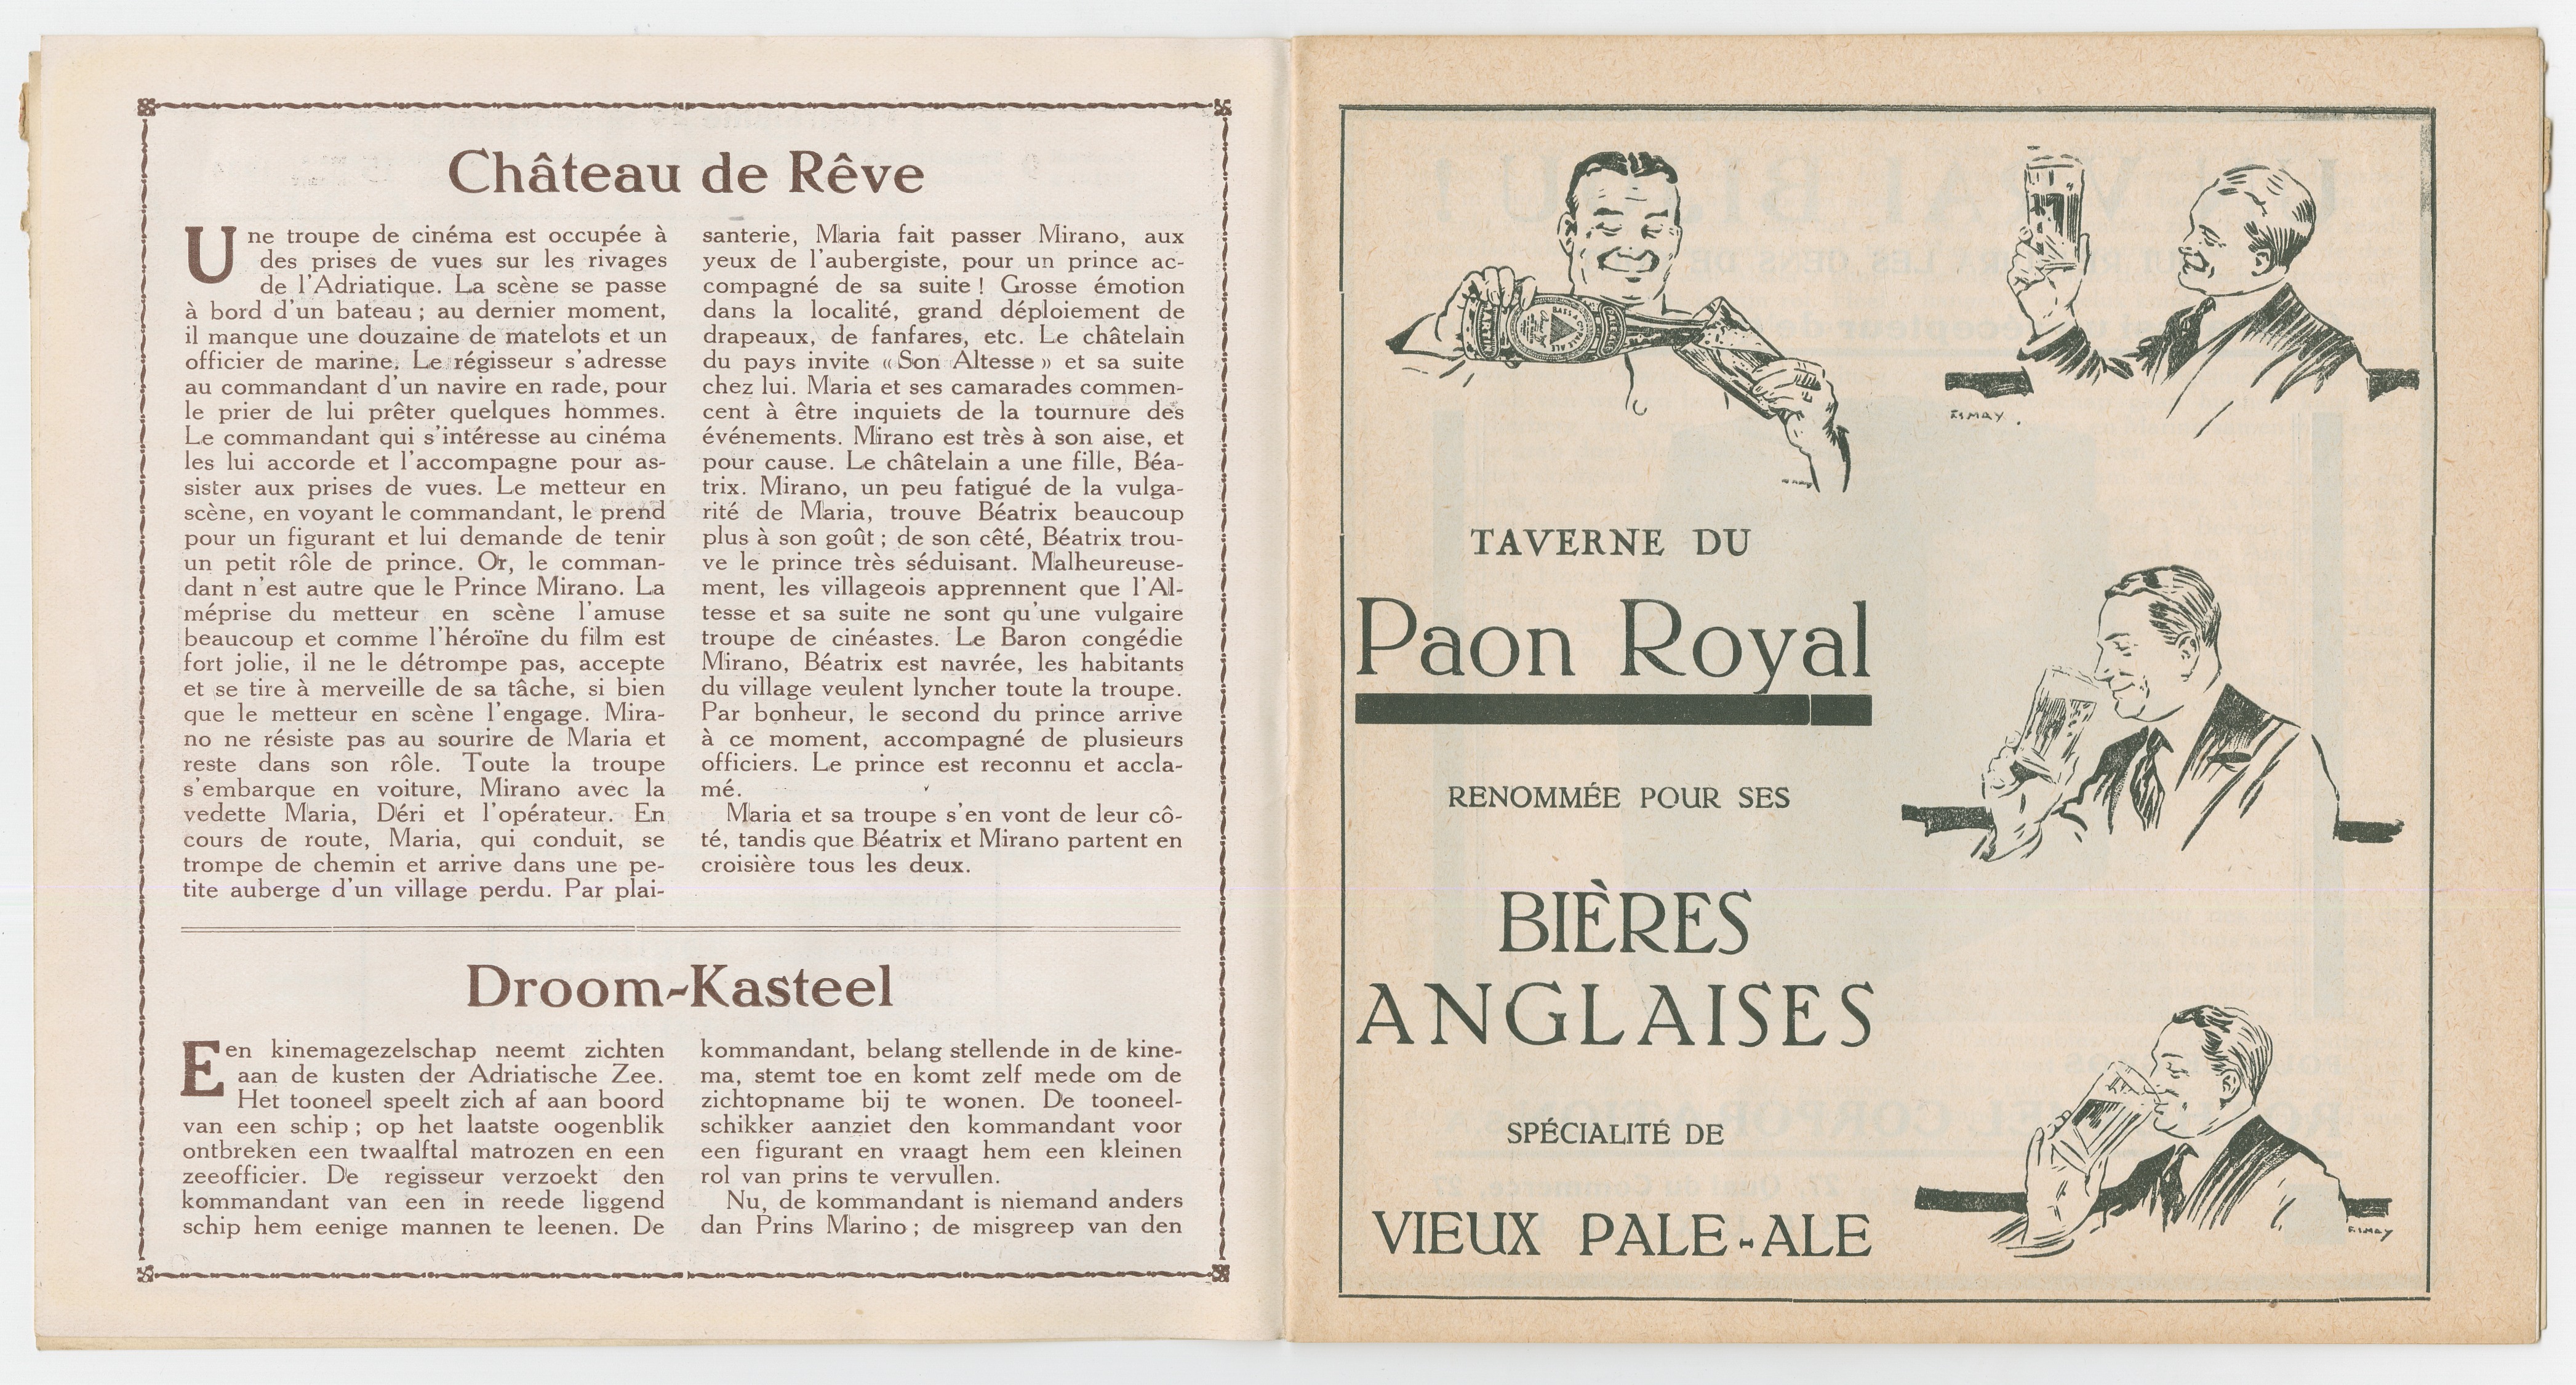 Château de Rêve
Une troupe de cinéma est occupée à
des prises de vues sur les rivages
de l'Adriatique. La scène se passe
à bord d'un bateau ; au dernier moment,
il manque une douzaine de matelots et un
officier de marine. Le régisseur s'adresse
au commandant d'un navire en rade, pour
le prier de lui prêter quelques hommes.
Le commandant qui s'intéresse au cinéma
les lui accorde et l'accompagne pour as-
sister aux prises de vues. Le metteur en
scène, en voyant le commandant, le prend
pour un figurant et lui demande de tenir
un petit rôle de prince. Or, le comman-
dant n'est autre que le Prince Mirano. La
méprise du metteur en scène l'amuse
beaucoup et comme l'héroïne du film est
fort jolie, il ne le détrompe pas, accepte
et se tire à merveille de sa tâche, si bien
que le metteur en scène l'engage. Mira-
no ne résiste pas au sourire de Maria et
reste dans son rôle. Toute la troupe
s'embarque en voiture, Mirano avec la
vedette Maria, Déri et l'opérateur. En
cours de route, Maria, qui conduit, se
trompe de chemin et arrive dans une pe-
tite auberge d'un village perdu. Par plai-
santerie, Maria fait passer Mirano, aux
yeux de l'aubergiste, pour un prince ac-
compagné de sa suite ! Grosse émotion
dans la localité, grand déploiement de
drapeaux, de fanfares, etc. Le châtelain
du pays invite « Son Altesse » et sa suite
chez lui. Maria et ses camarades commen-
cent à être inquiets de la tournure des
événements. Mirano est très à son aise, et
pour cause. Le châtelain a une fille, Béa-
trix. Mirano, un peu fatigué de la vulga-
rité de Maria, trouve Béatrix beaucoup
plus à son goût ; de son cêté, Béatrix trou-
ve le prince très séduisant. Malheureuse-
ment, les villageois apprennent que l'Al-
tesse et sa suite ne sont qu'une vulgaire
troupe de cinéastes. Le Baron congédie
Mirano, Béatrix est navrée, les habitants
du village veulent lyncher toute la troupe.
Par bonheur, le second du prince arrive
à ce moment, accompagné de plusieurs
officiers. Le prince est reconnu et accla-
mé.
Maria et sa troupe s'en vont de leur cô-
té, tandis que Béatrix et Mirano partent en
croisière tous les deux.
Droom-Kasteel
Een kinemagezelschap neemt zichten
aan de kusten der Adriatische Zee.
Het tooneel speelt zich af aan boord
van een schip ; op het laatste oogenblik
ontbreken een twaalftal matrozen en een
zeeofficier. De regisseur verzoekt den
kommandant van een in reede liggend
schip hem eenige mannen te leenen. De
kommandant, belang stellende in de kine-
ma, stemt toe en komt zelf mede om de
zichtopname bij te wonen. De tooneel-
schikker aanziet den kommandant voor
een figurant en vraagt hem een kleinen
rol van prins te vervullen.
Nu, de kommandant is niemand anders
dan Prins Marino ; de misgreep van den
F.S MAY.
TAVERNE DU
Paon Royal
RENOMMÉE POUR SES
BIÈRES
ANGLAISES
SPÉCIALITÉ DE
VIEUX PALE-ALE
F.S MAY